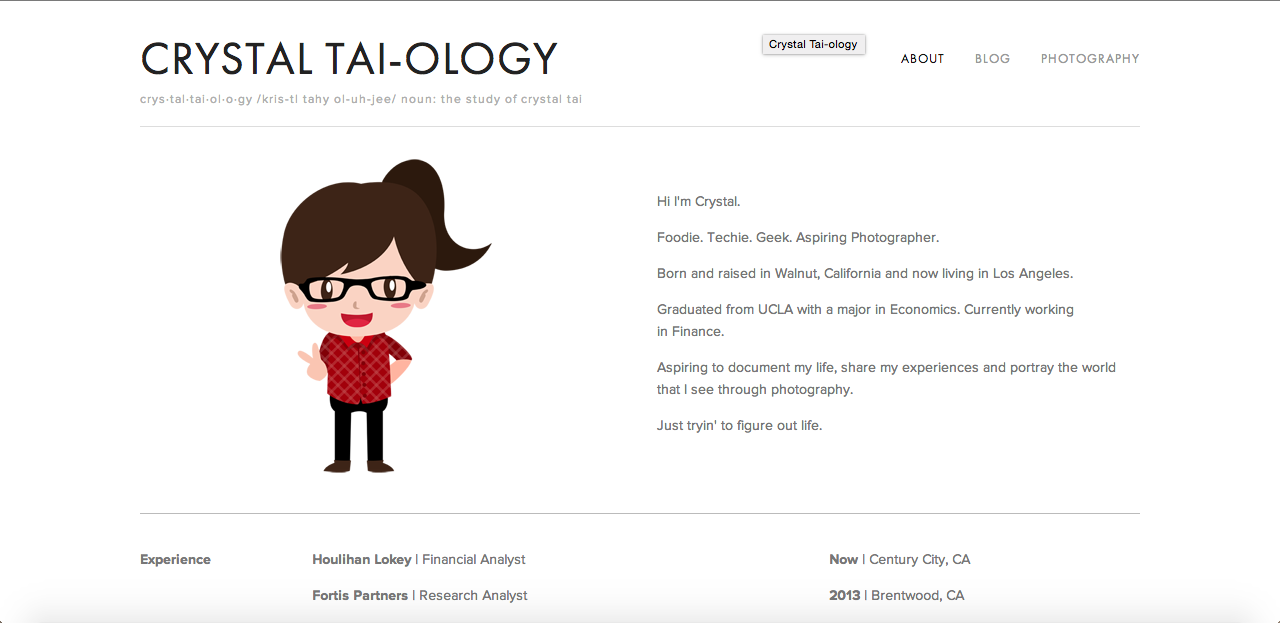 CRYSTAL TAI-OLOGY
Crystal Tai-ology
ABOUT BLOG PHOTOGRAPHY
crys·tal·tai·ol·o·gy /kris-tl tahy ol-uh-jee/ noun: the study of crystal tai
Hi I'm Crystal.
Foodie. Techie. Geek. Aspiring Photographer.
Born and raised in Walnut, California and now living in Los Angeles.
Graduated from UCLA with a major in Economics. Currently working
in Finance.
Aspiring to document my life, share my experiences and portray the world
that I see through photography.
Just tryin' to figure out life.
Experience Houlihan Lokey | Financial Analyst Now | Century City, CA
Fortis Partners | Research Analyst 2013 | Brentwood, CA